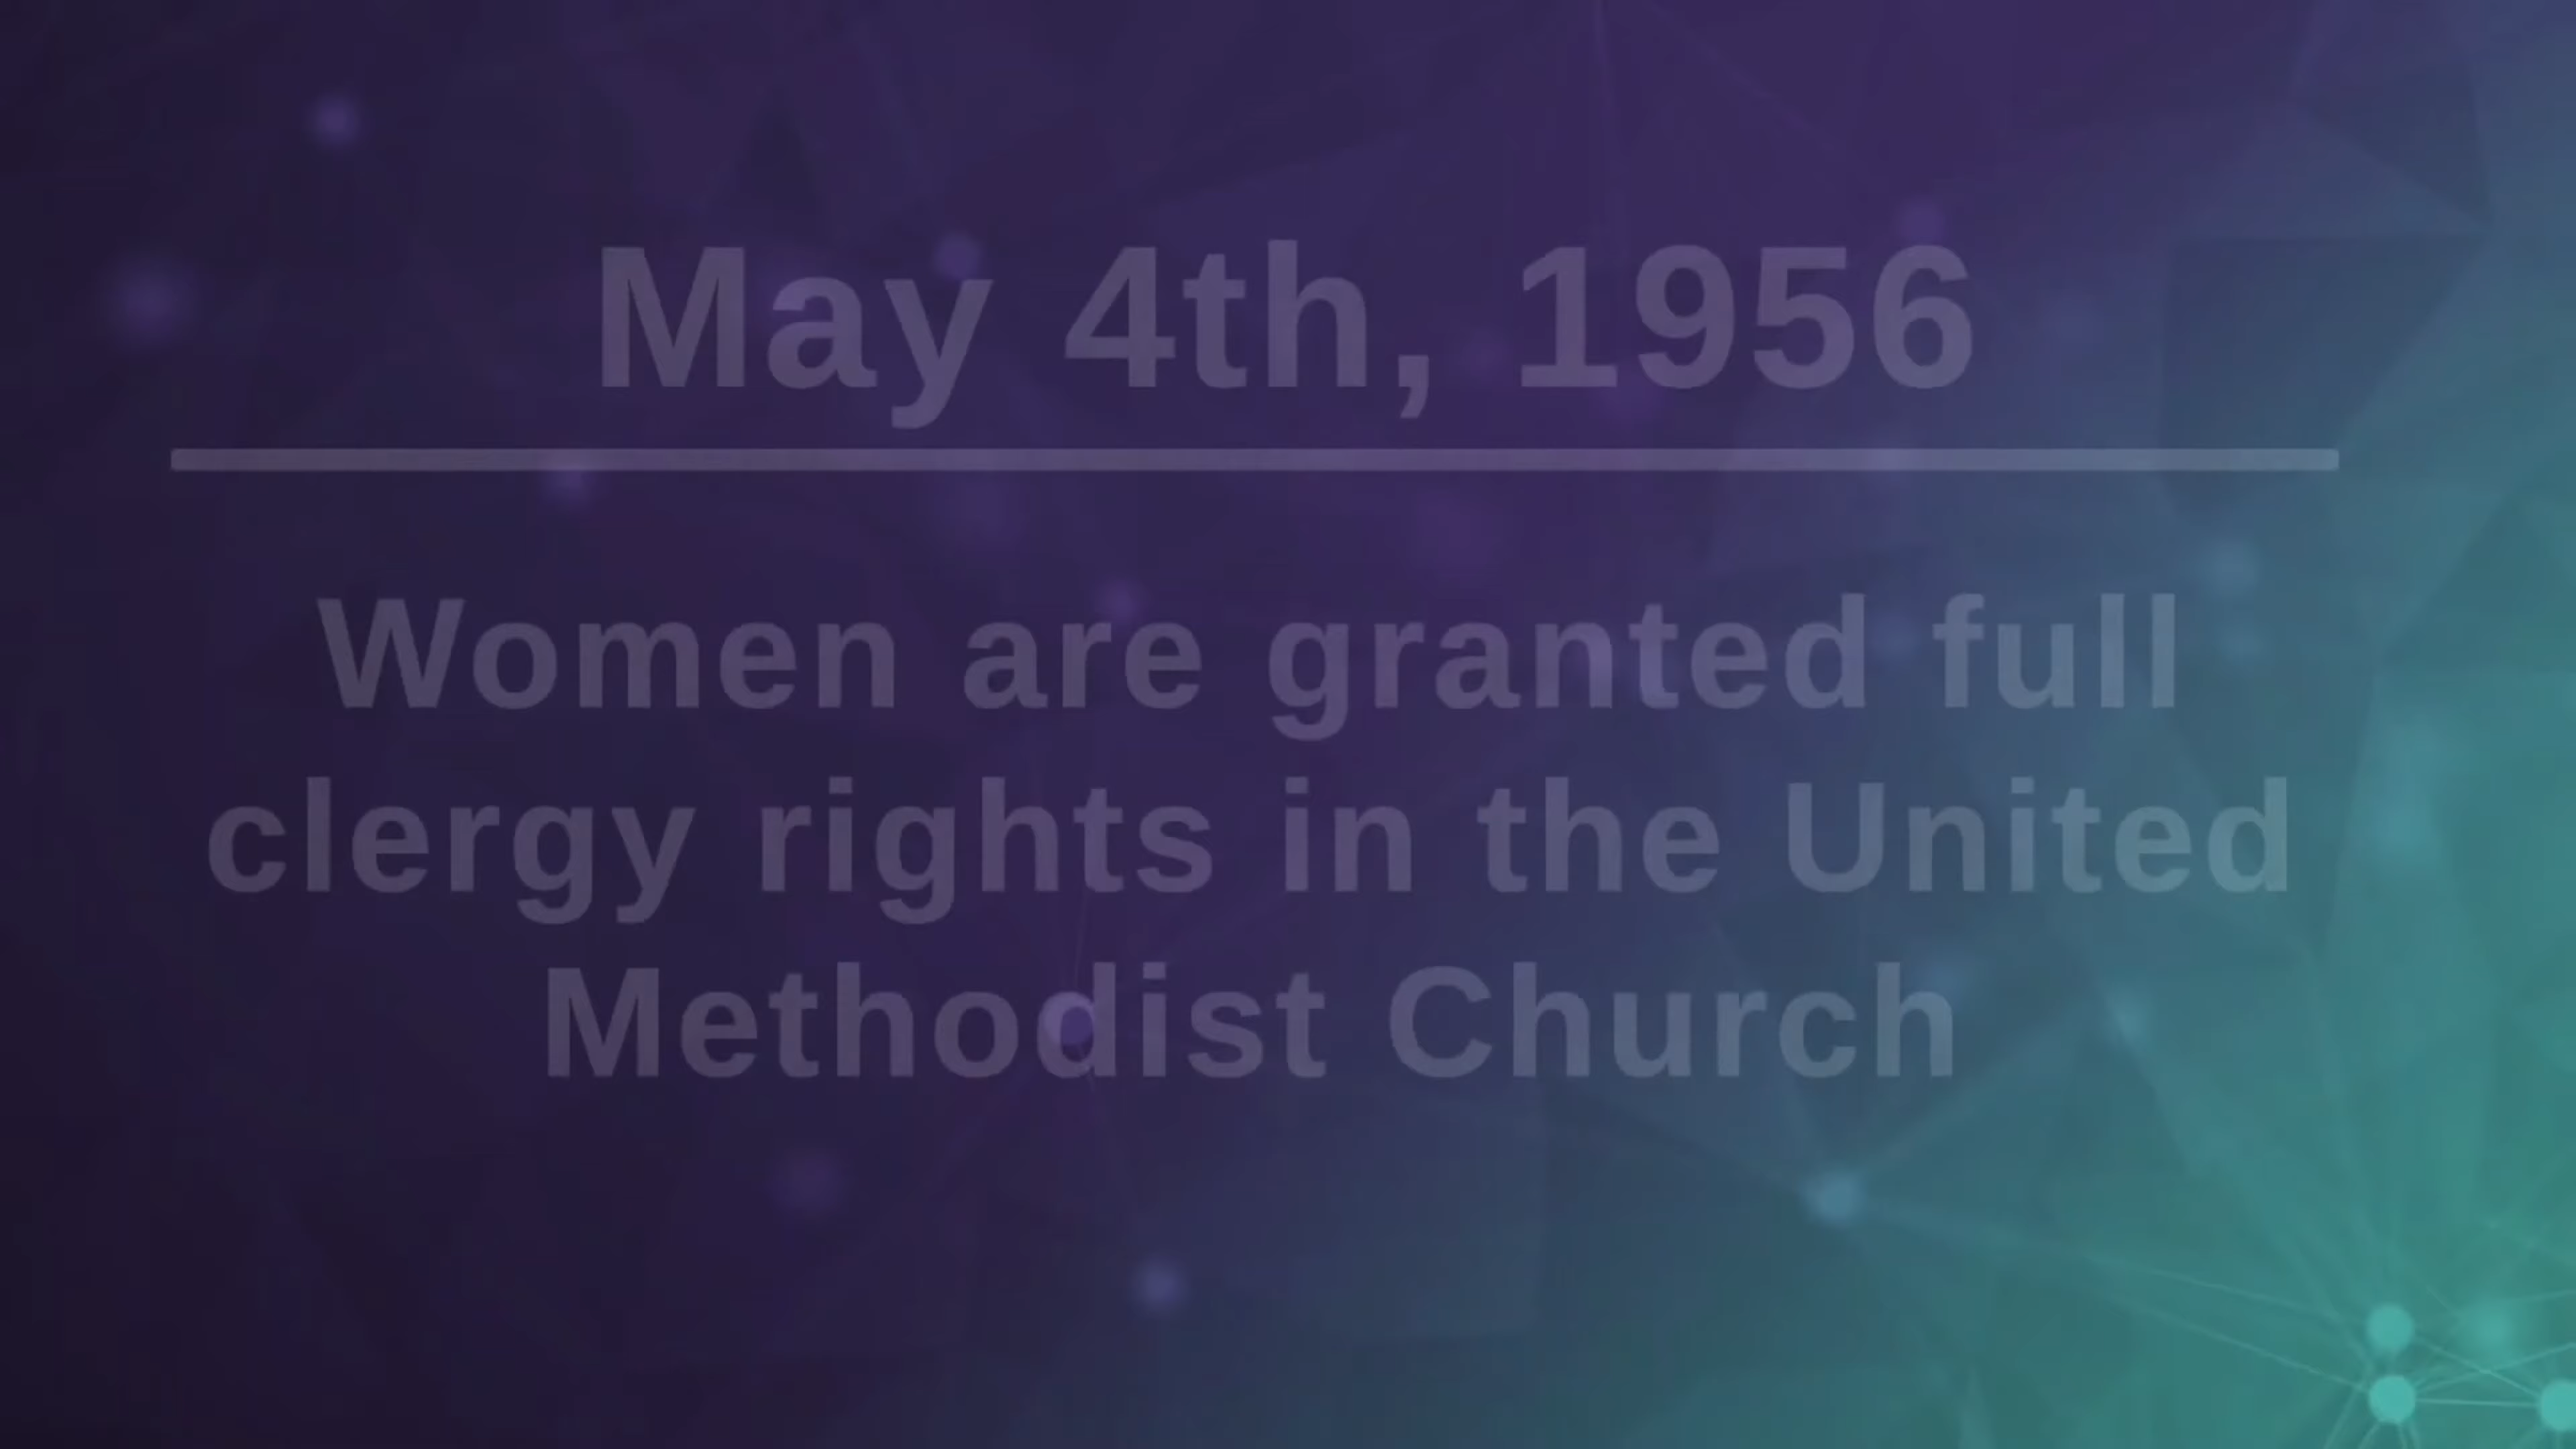 May 4th, 1956
Women are granted full
clergy rights in the United
Methodist Church